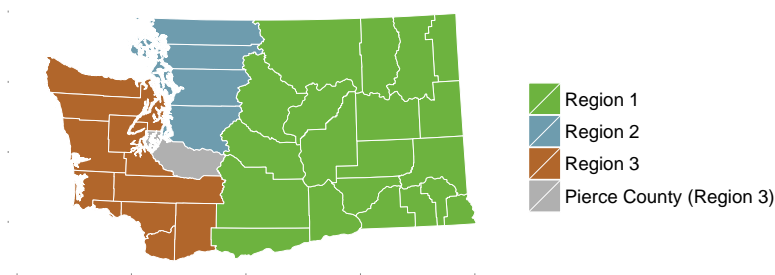 Region 1
Region 2
Region 3
Pierce County (Region 3)